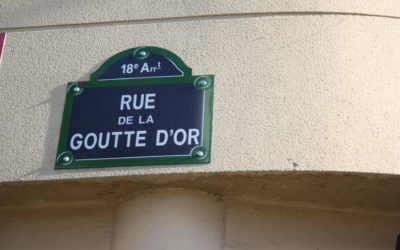 18e Arrt
RUE
DE LA
GOUTTE D'OR